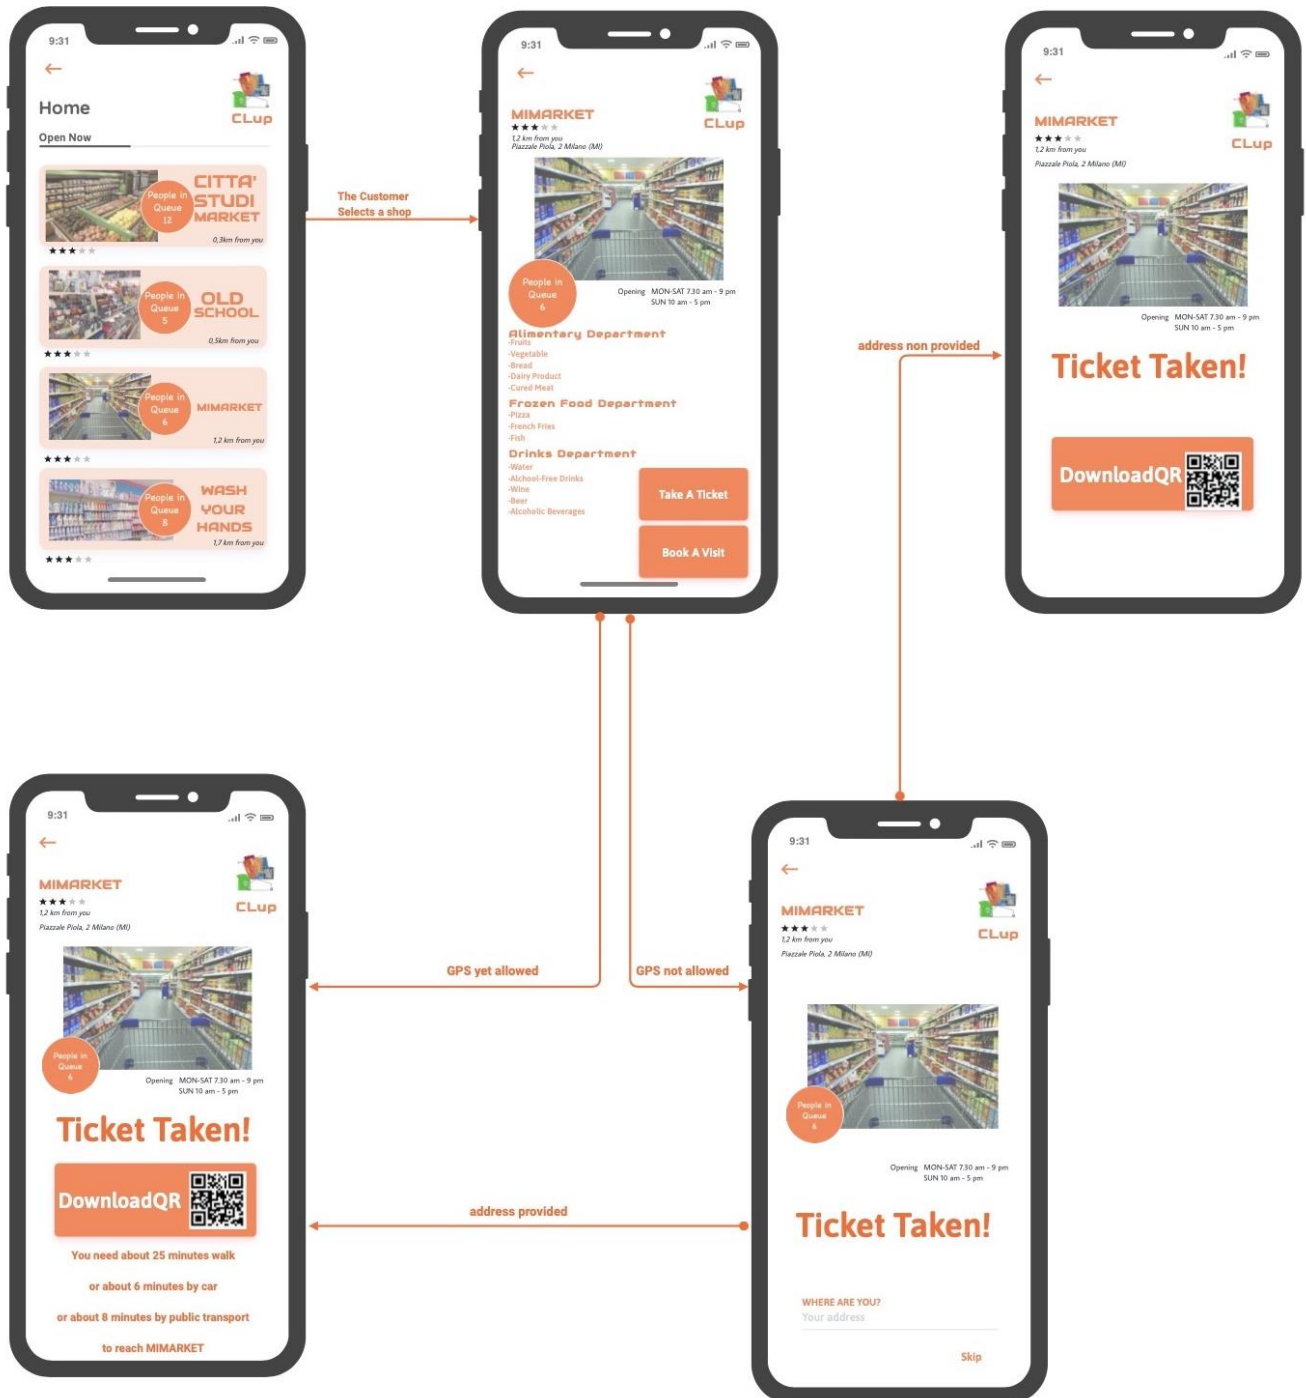 9:31
Home
CLup
Open Now
People in
Queue
12
CITTA'
STUDI
MARKET
0,3km from you
People in
Queue
5
OLD
SCHOOL
0,5km from you
People in
Queue
6
MIMARKET
1,2 km from you
People in
Queue
8
WASH
YOUR
HANDS
1,7 km from you
The Customer
Selects a shop
9:31
MIMARKET
CLup
1,2 km from you
Piazzale Piola, 2 Milano (MI)
People in
Queue
6
Opening MON-SAT 7.30 am - 9 pm
SUN 10 am - 5 pm
Alimentary Department
-Fruits
-Vegetable
-Bread
-Dairy Product
-Cured Meat
Frozen Food Department
-Pizza
-French Fries
-Fish
Drinks Department
-Water
-Alchool-Free Drinks
-Wine
-Beer
-Alcoholic Beverages
Take A Ticket
Book A Visit
address non provided
9:31
MIMARKET
CLup
1,2 km from you
Piazzale Piola, 2 Milano (MI)
Opening MON-SAT 7.30 am - 9 pm
SUN 10 am - 5 pm
Ticket Taken!
DownloadQR
9:31
MIMARKET
CLup
1,2 km from you
Piazzale Piola, 2 Milano (MI)
People in
Queue
6
Opening MON-SAT 7.30 am - 9 pm
SUN 10 am - 5 pm
Ticket Taken!
DownloadQR
You need about 25 minutes walk
or about 6 minutes by car
or about 8 minutes by public transport
to reach MIMARKET
GPS yet allowed
GPS not allowed
address provided
9:31
MIMARKET
CLup
1,2 km from you
Piazzale Piola, 2 Milano (MI)
People in
Queue
6
Opening MON-SAT 7.30 am - 9 pm
SUN 10 am - 5 pm
Ticket Taken!
WHERE ARE YOU?
Your address
Skip